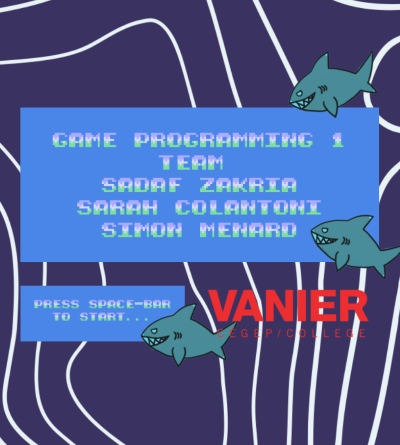 GAME PROGRAMMING 1
TEAM
SADAF ZAKRIA
SARAH COLANTONI
SIMON MENARD
PRESS SPACE-BAR
TO START...
VANIER
CEGEP/COLLEGE